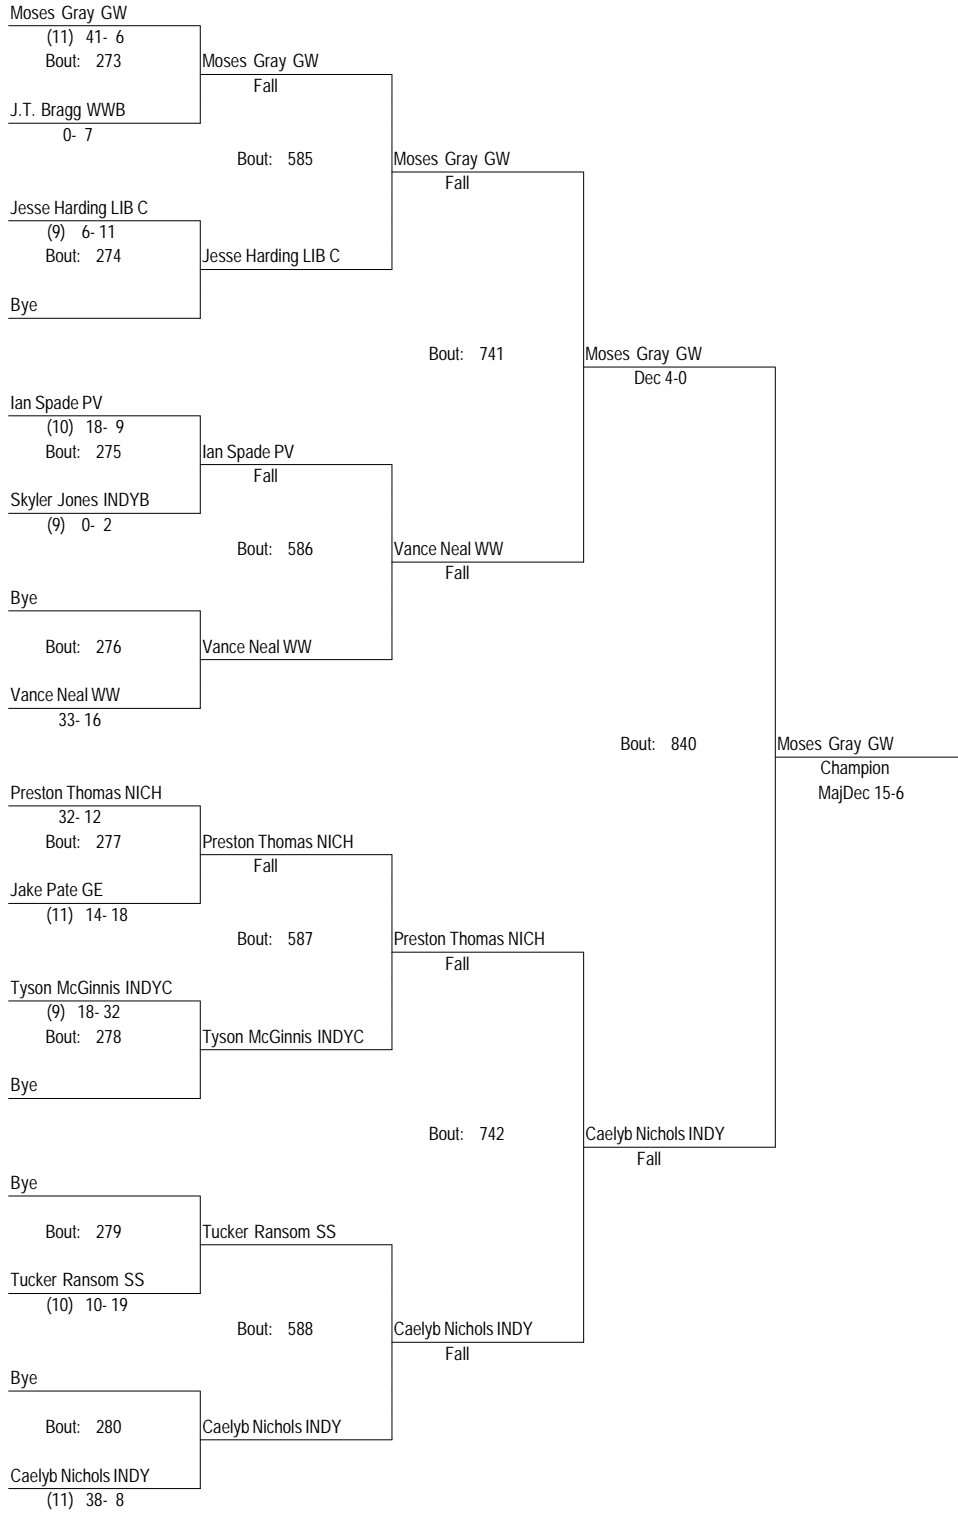 Moses Gray GW
(11) 41- 6
Bout: 273
Moses Gray GW
Fall
J.T. Bragg WWB
0- 7
Bout: 585
Moses Gray GW
Fall
Jesse Harding LIB C
(9) 6- 11
Bout: 274
Jesse Harding LIB C
Bye
Bout: 741
Moses Gray GW
Dec 4-0
Ian Spade PV
(10) 18- 9
Bout: 275
Ian Spade PV
Fall
Skyler Jones INDYB
(9) 0- 2
Bout: 586
Vance Neal WW
Fall
Bye
Bout: 276
Vance Neal WW
Vance Neal WW
33- 16
Bout: 840
Moses Gray GW
Champion
MajDec 15-6
Preston Thomas NICH
32- 12
Bout: 277
Preston Thomas NICH
Fall
Jake Pate GE
(11) 14- 18
Bout: 587
Preston Thomas NICH
Fall
Tyson McGinnis INDYC
(9) 18- 32
Bout: 278
Tyson McGinnis INDYC
Bye
Bout: 742
Caelyb Nichols INDY
Fall
Bye
Bout: 279
Tucker Ransom SS
Tucker Ransom SS
(10) 10- 19
Bout: 588
Caelyb Nichols INDY
Fall
Bye
Bout: 280
Caelyb Nichols INDY
Caelyb Nichols INDY
(11) 38- 8